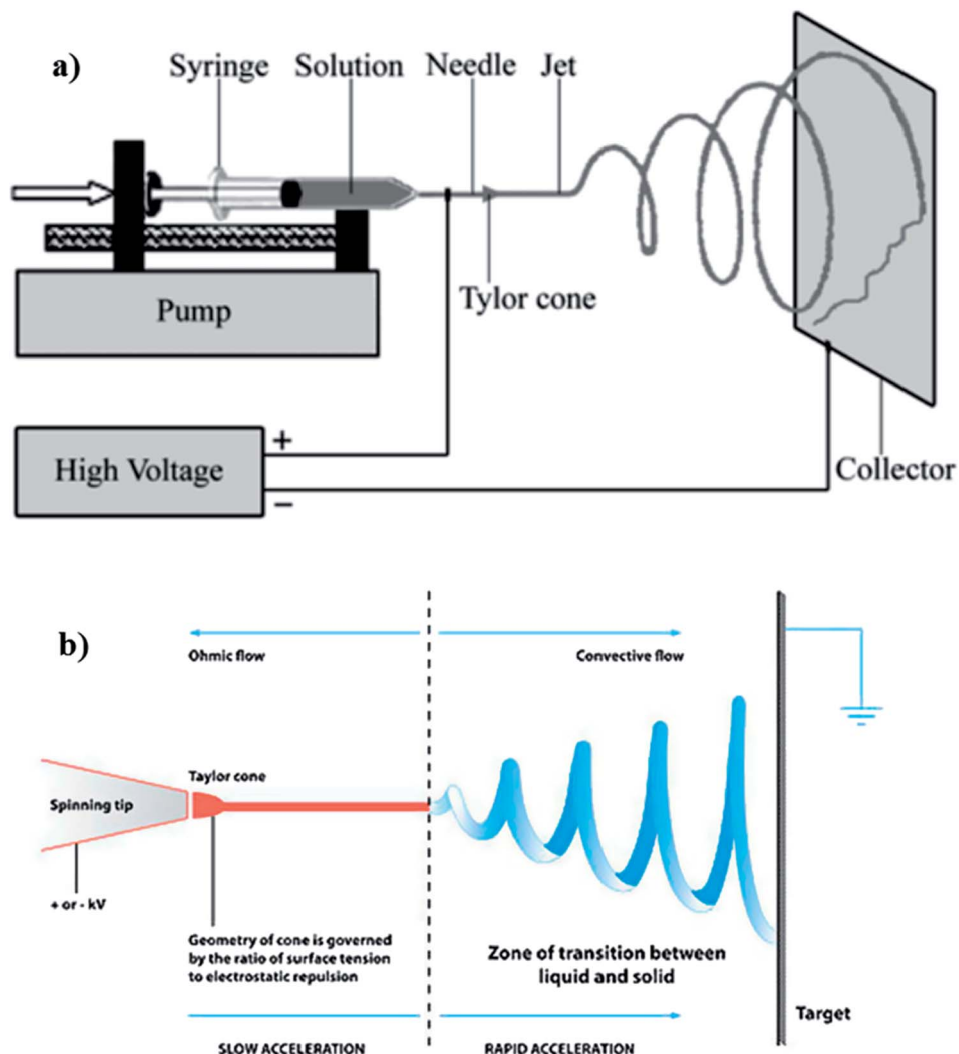 a)
Syringe Solution Needle Jet
Tylor cone
Pump
+
High Voltage
−
Collector
b)
Ohmic flow
Convective flow
Taylor cone
Spinning tip
+ or - kV
Geometry of cone is governed
by the ratio of surface tension
to electrostatic repulsion
Zone of transition between
liquid and solid
Target
SLOW ACCELERATION
RAPID ACCELERATION